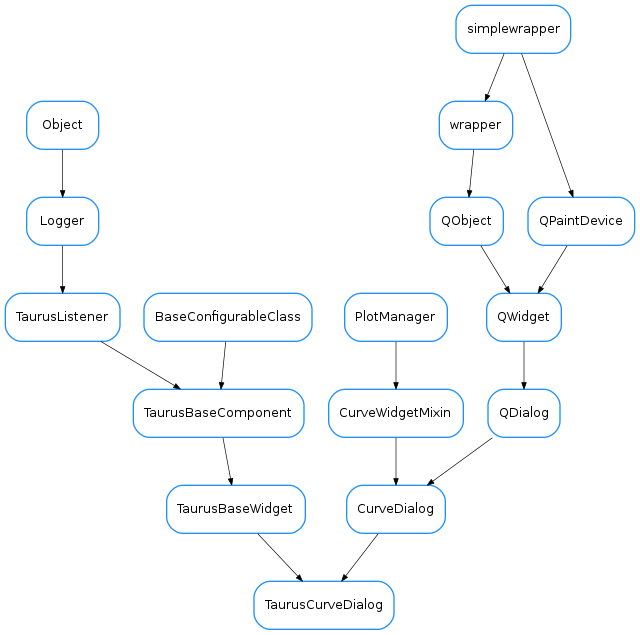 simplewrapper
Object
wrapper
Logger
QObject
QPaintDevice
TaurusListener
BaseConfigurableClass
PlotManager
QWidget
TaurusBaseComponent
CurveWidgetMixin
QDialog
TaurusBaseWidget
CurveDialog
TaurusCurveDialog